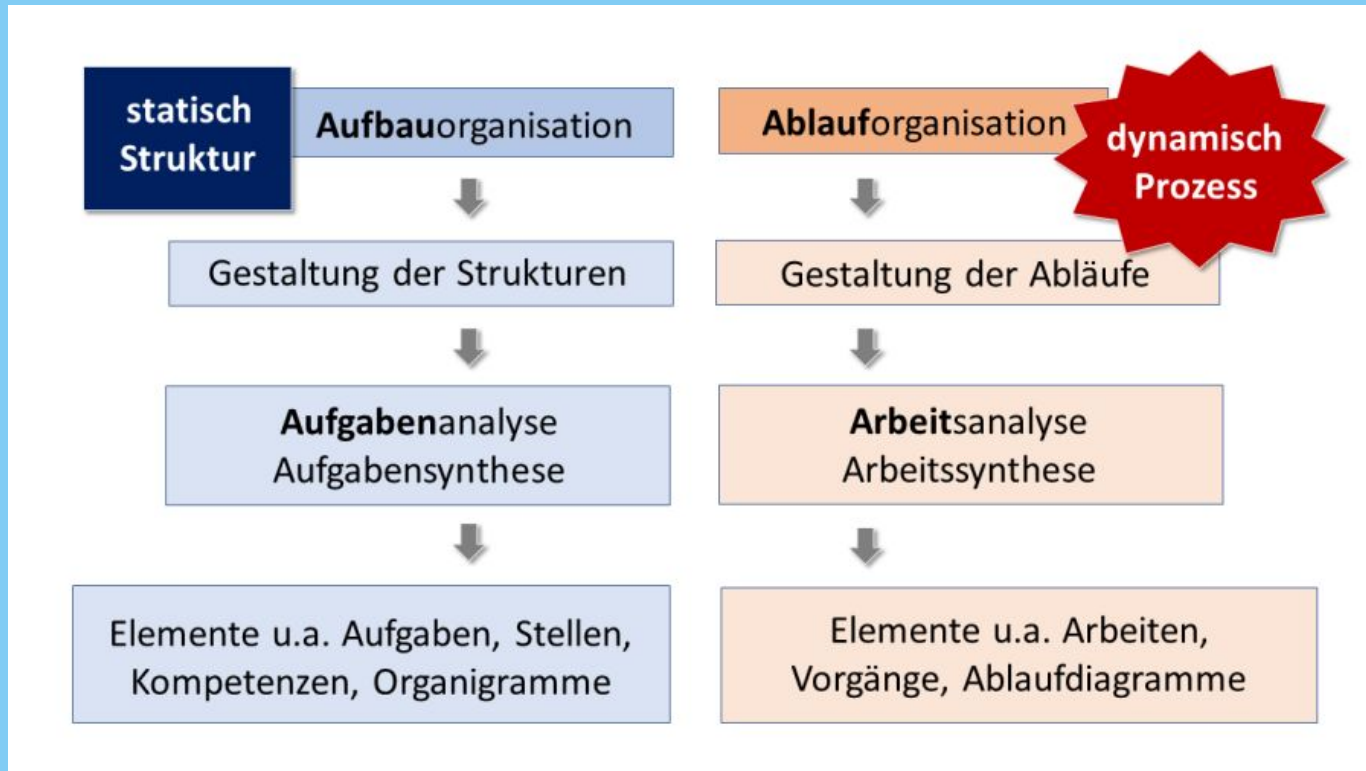 statisch
Struktur
Aufbauorganisation
Gestaltung der Strukturen
Aufgabenanalyse
Aufgabensynthese
Elemente u.a. Aufgaben, Stellen,
Kompetenzen, Organigramme
Ablauforganisation
dynamisch
Prozess
Gestaltung der Abläufe
Arbeitsanalyse
Arbeitssynthese
Elemente u.a. Arbeiten,
Vorgänge, Ablaufdiagramme